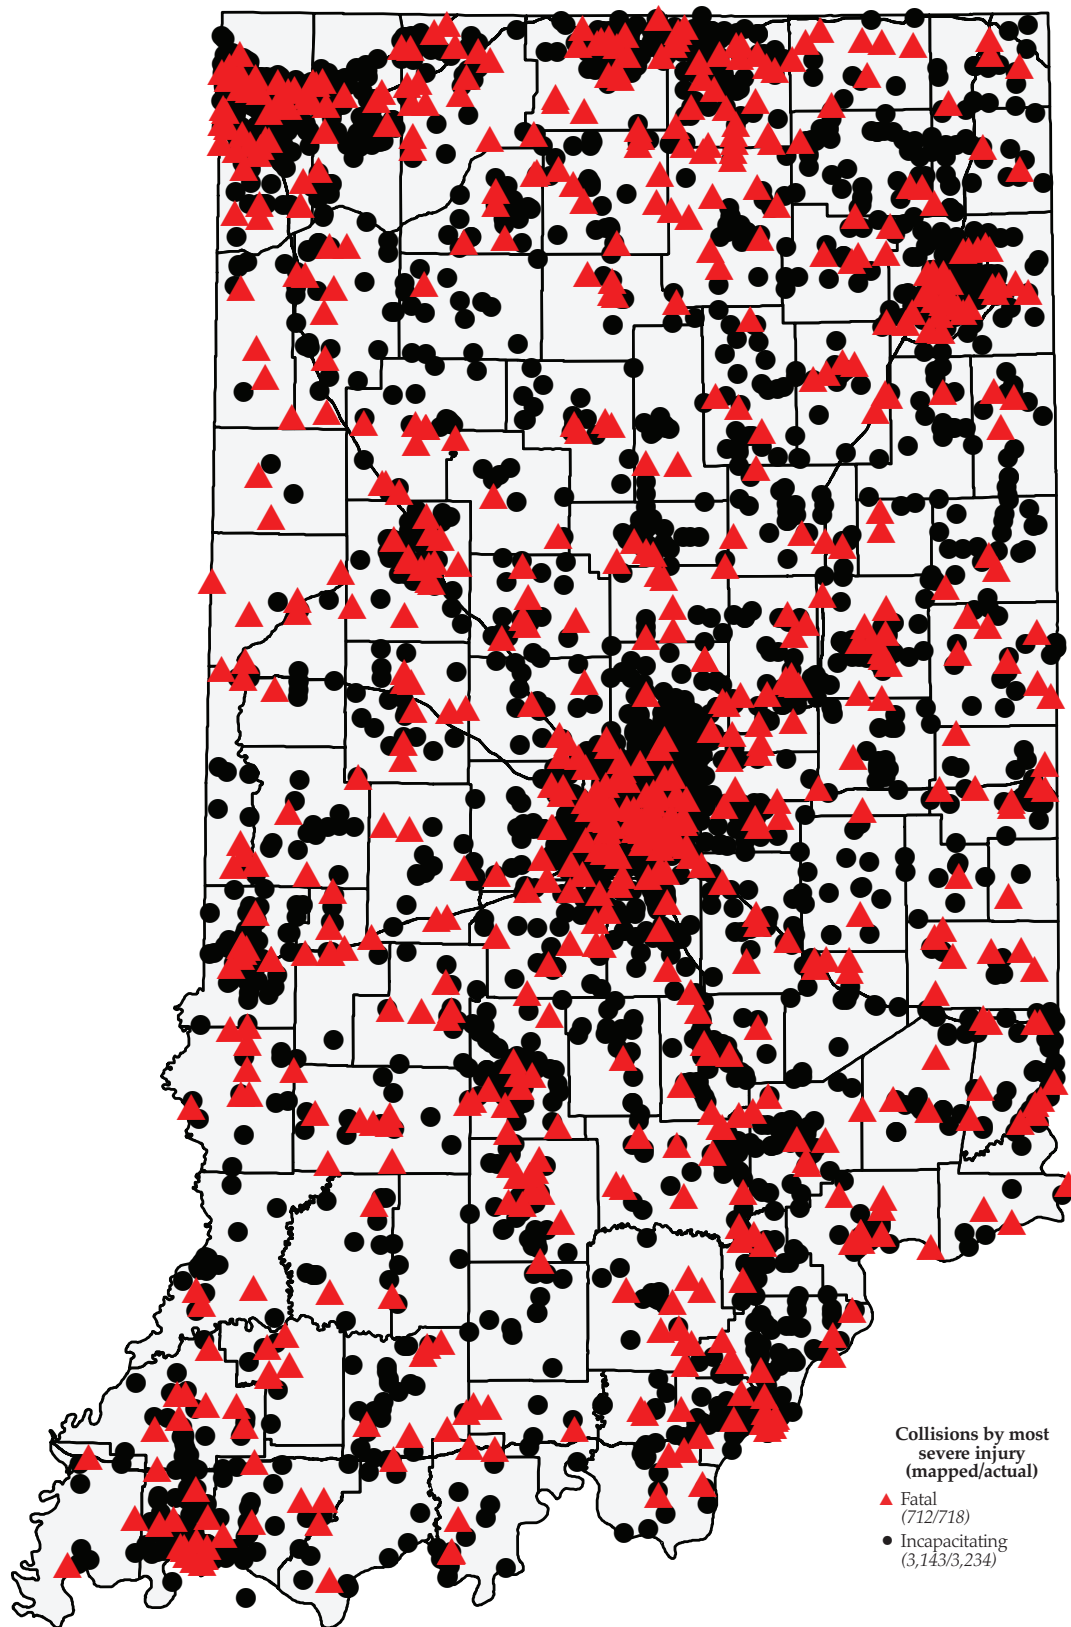 Collisions by most
severe injury
(mapped/actual)
Fatal
(712/718)
Incapacitating
(3,143/3,234)